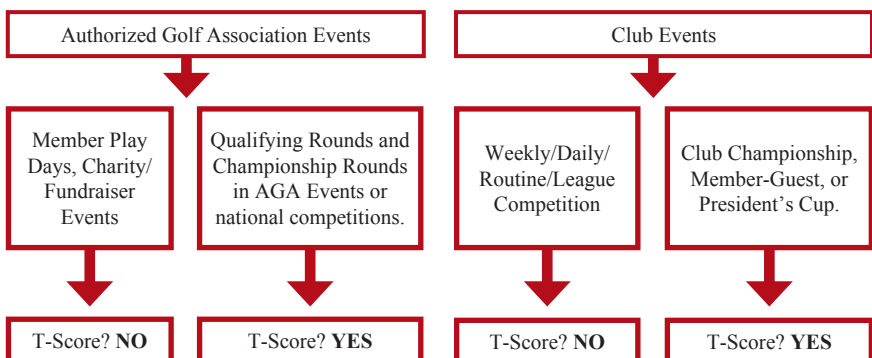 Authorized Golf Association Events
Club Events
Member Play
Days, Charity/
Fundraiser
Events
Qualifying Rounds and
Championship Rounds
in AGA Events or
national competitions.
Weekly/Daily/
Routine/League
Competition
Club Championship,
Member-Guest, or
President’s Cup.
T-Score? NO
T-Score? YES
T-Score? NO
T-Score? YES